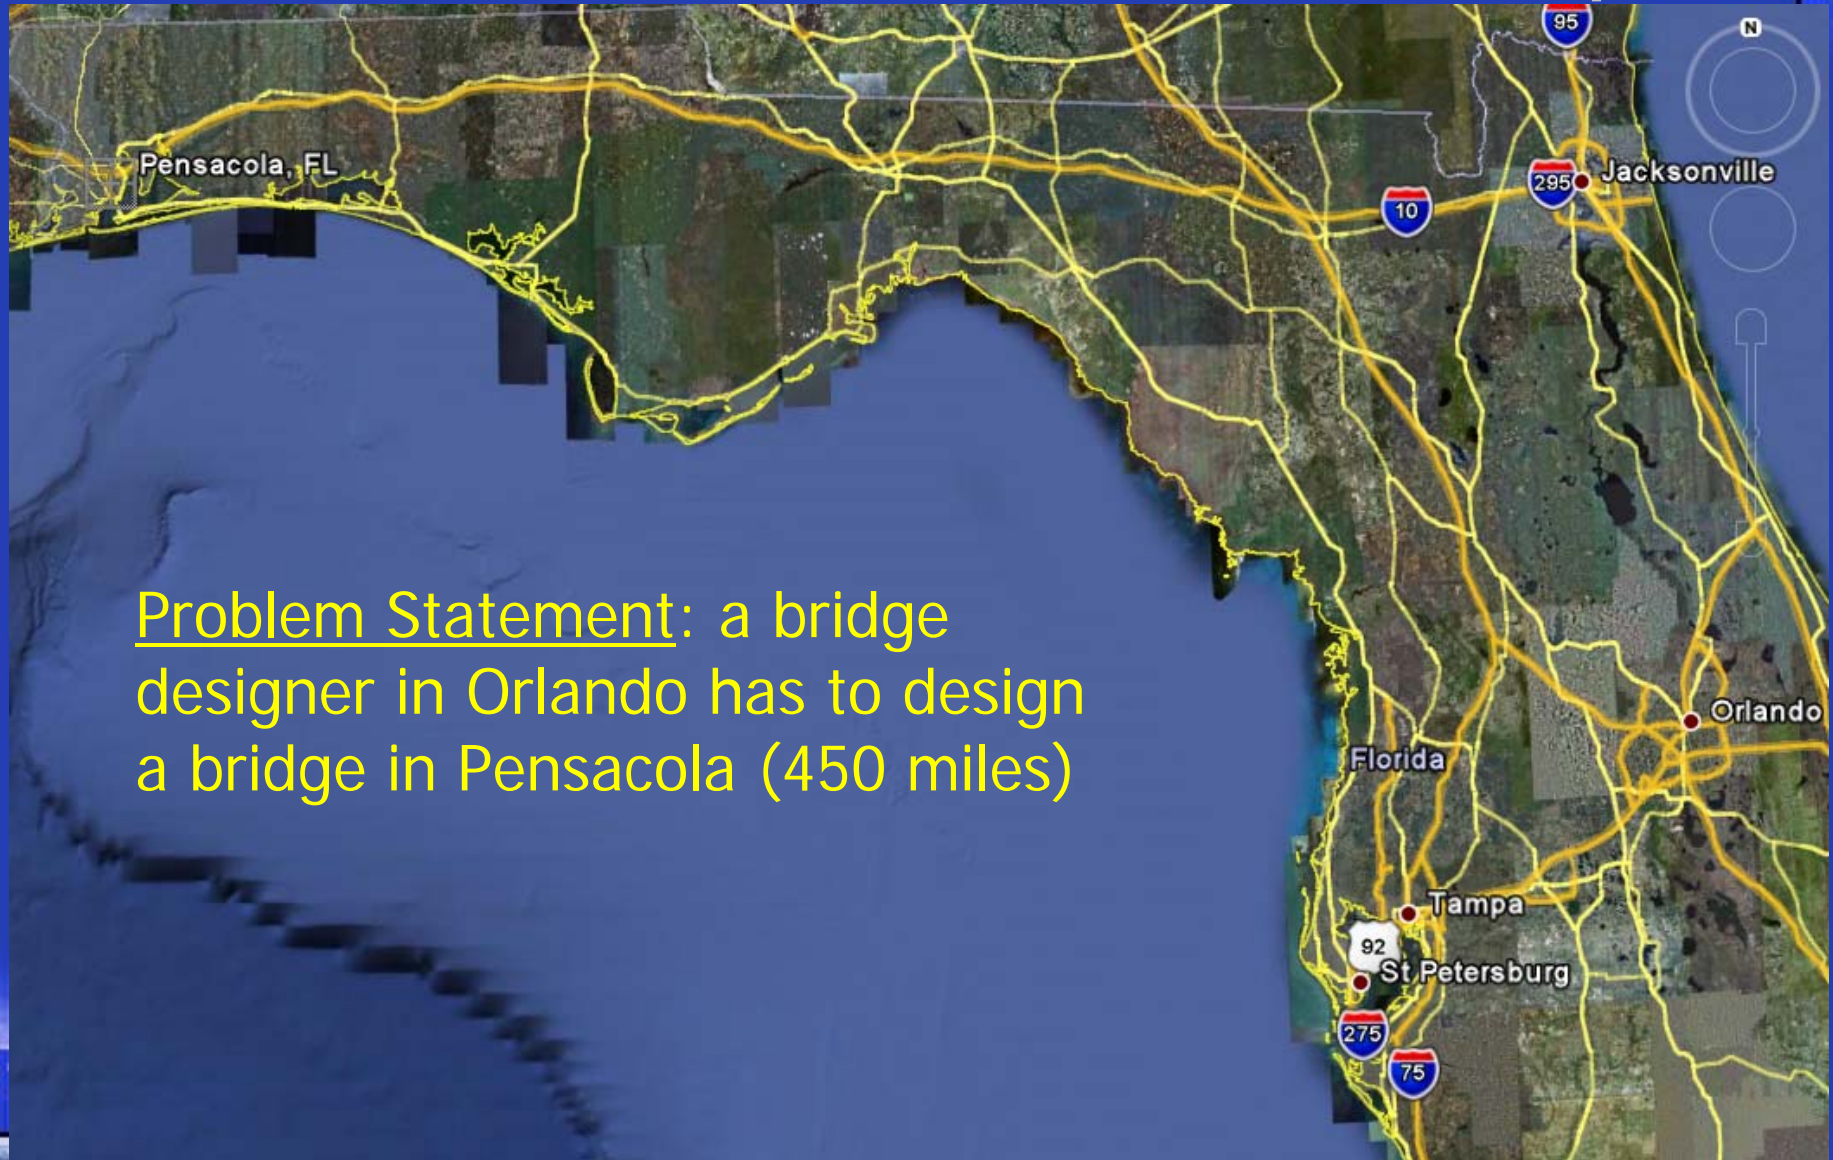 95
N
Pensacola, FL
Jacksonville
295
10
Problem Statement: a bridge
designer in Orlando has to design
a bridge in Pensacola (450 miles)
Orlando
Florida
Tampa
92
St Petersburg
275
75